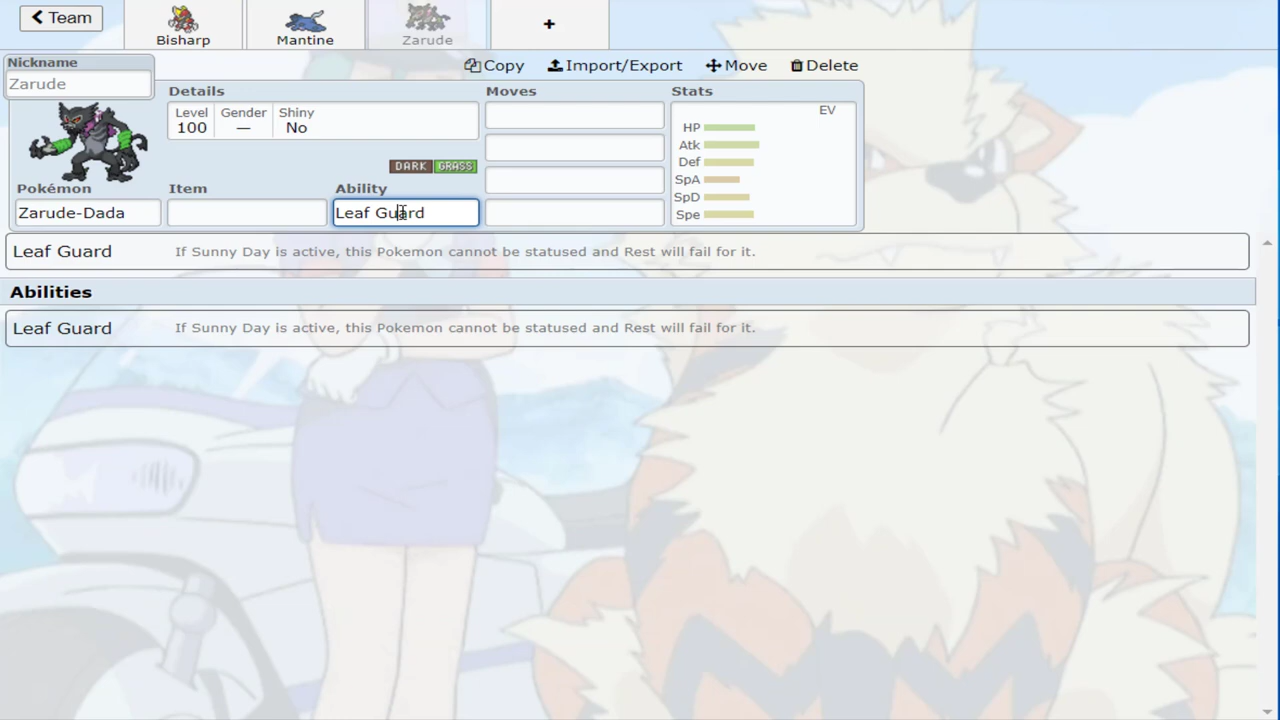 Team
Bisharp
Mantine
Zarude
+
Nickname
Zarude
Copy
Import/Export
Move
Delete
Details
Level
100
Gender
—
Shiny
No
DARK GRASS
Pokémon
Zarude-Dada
Item
Ability
Leaf Guard
Moves
Stats
EV
HP
Atk
Def
SpA
SpD
Spe
Leaf Guard If Sunny Day is active, this Pokemon cannot be statused and Rest will fail for it.
Abilities
Leaf Guard If Sunny Day is active, this Pokemon cannot be statused and Rest will fail for it.